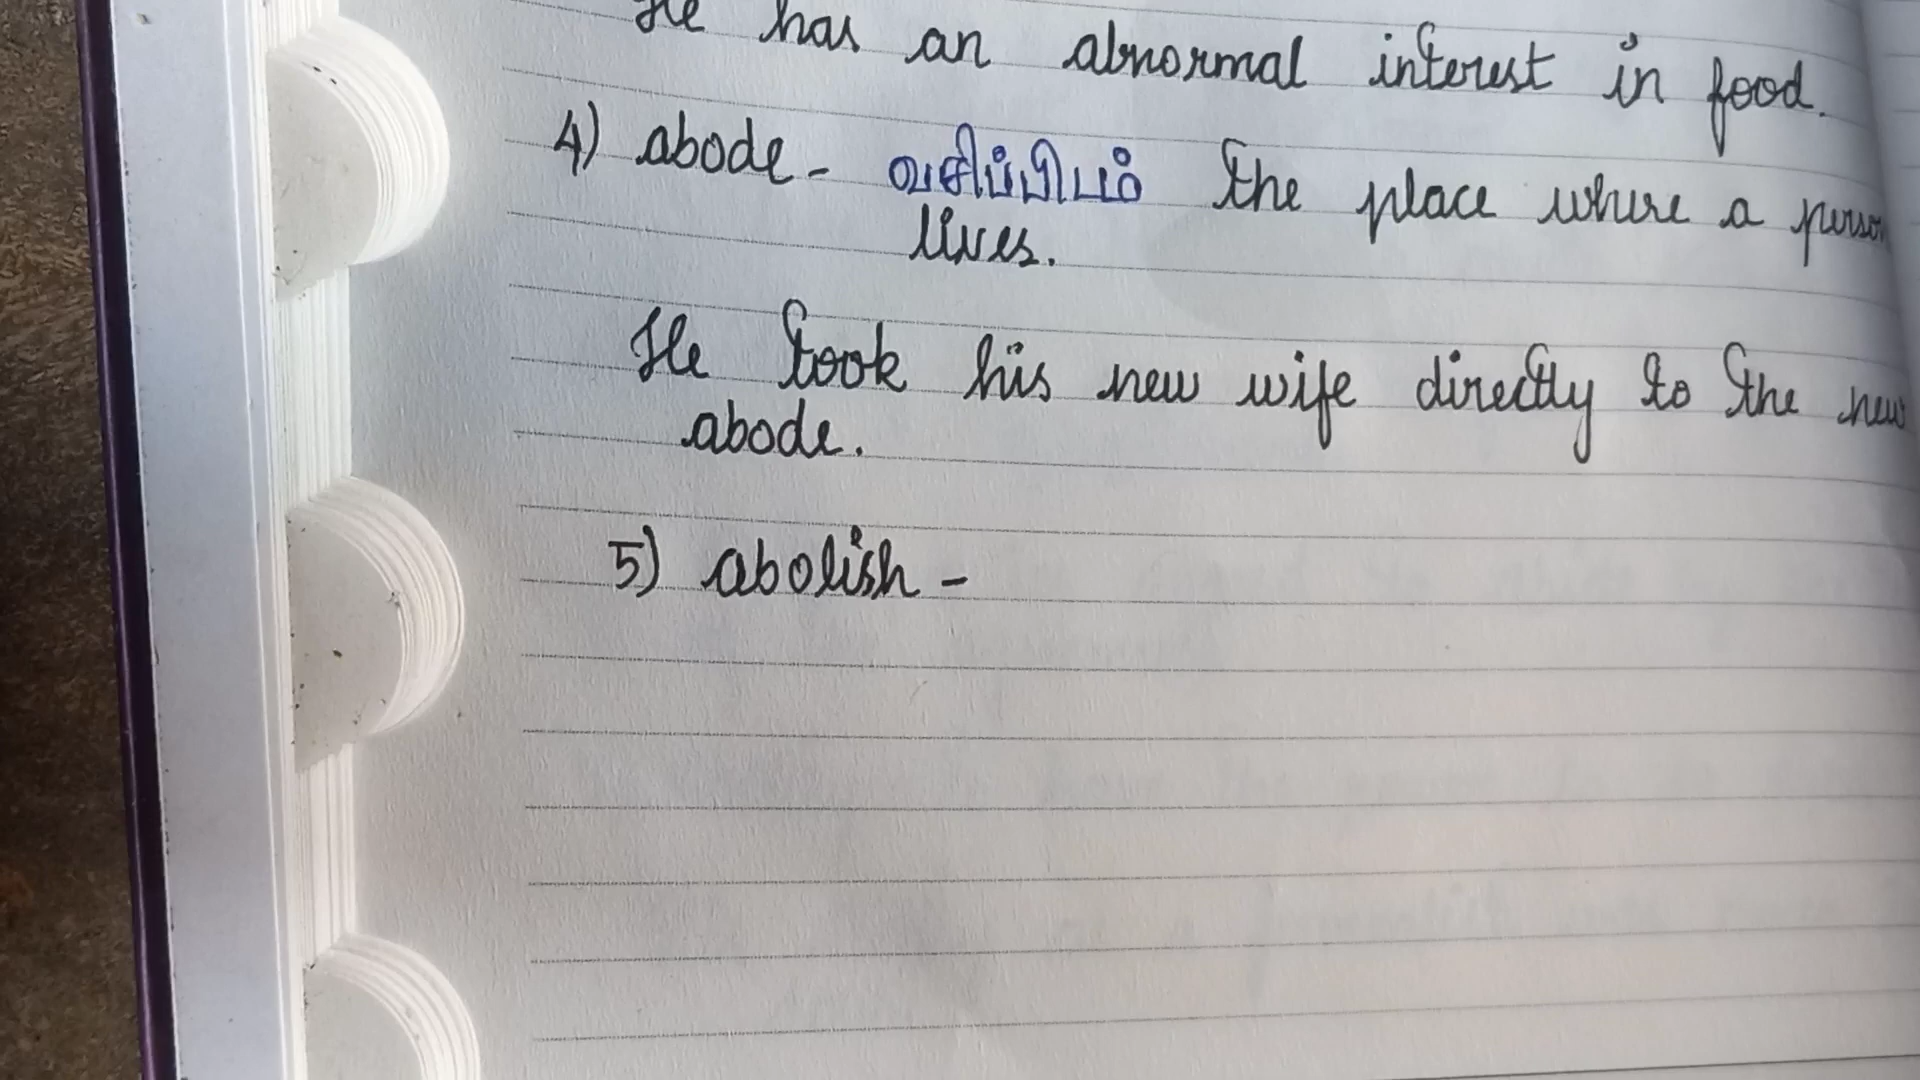 He has an abnormal interest in food.
4) abode - வசிப்பிடம் The place where a person
lives.
He took his new wife directly to the new
abode.
5) abolish -